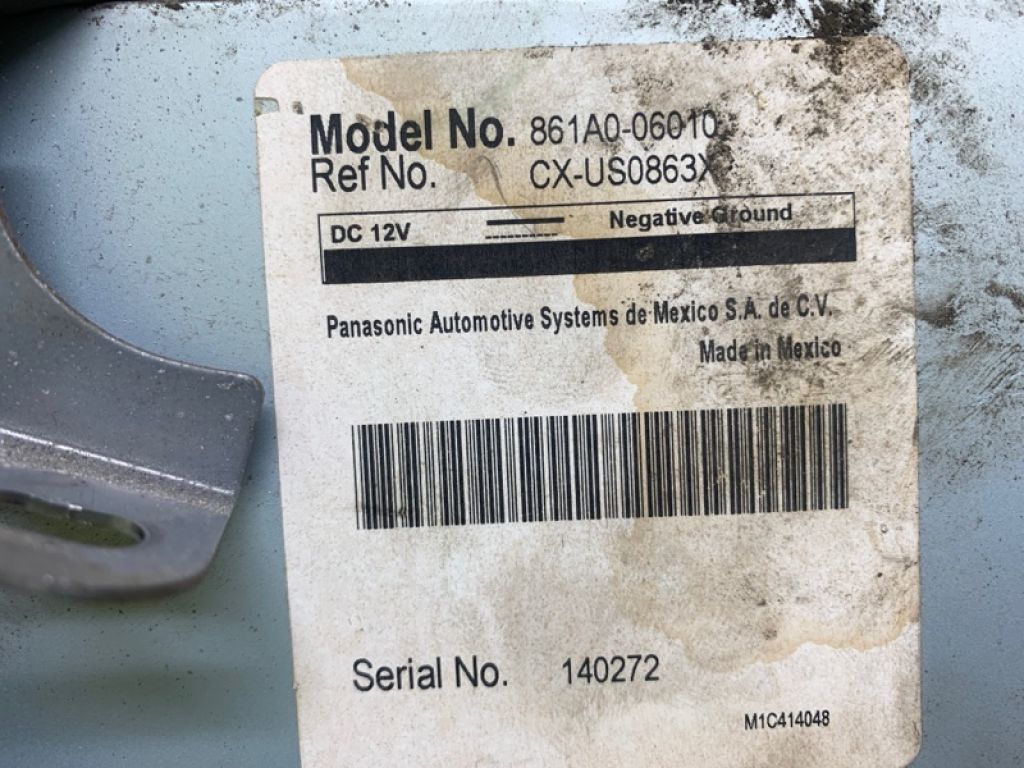 Model No. 861A0-06010
Ref No. CX-US0863X
DC 12V Negative Ground
Panasonic Automotive Systems de Mexico S.A. de C.V.
Made in Mexico
Serial No. 140272
M1C414048